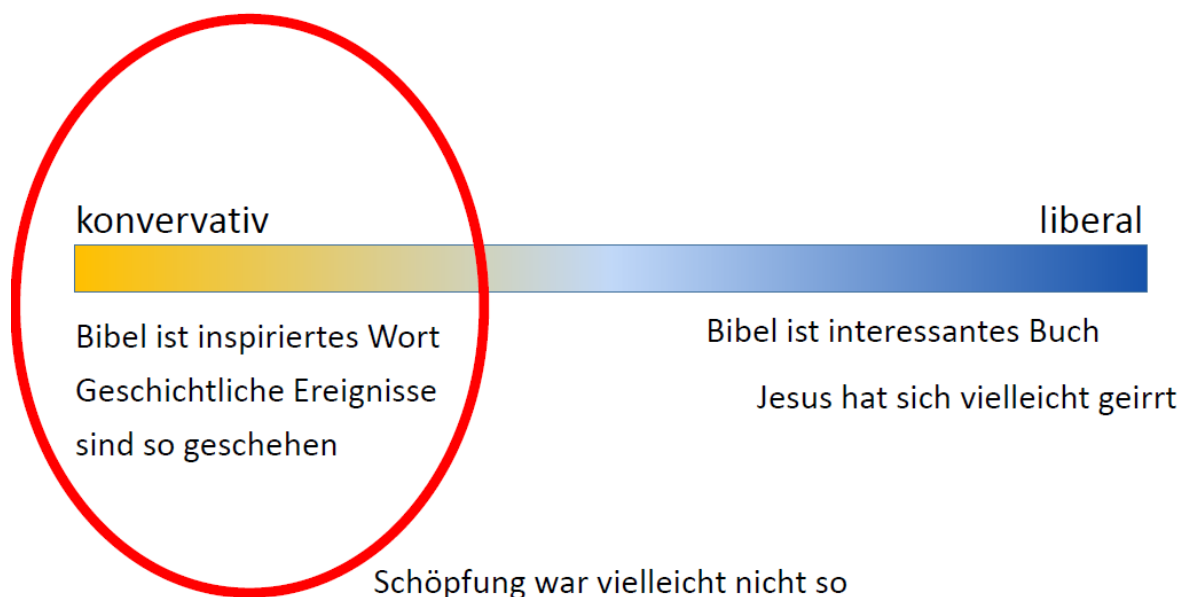 konvervativ
liberal
Bibel ist inspiriertes Wort
Geschichtliche Ereignisse
sind so geschehen
Bibel ist interessantes Buch
Jesus hat sich vielleicht geirrt
Schöpfung war vielleicht nicht so